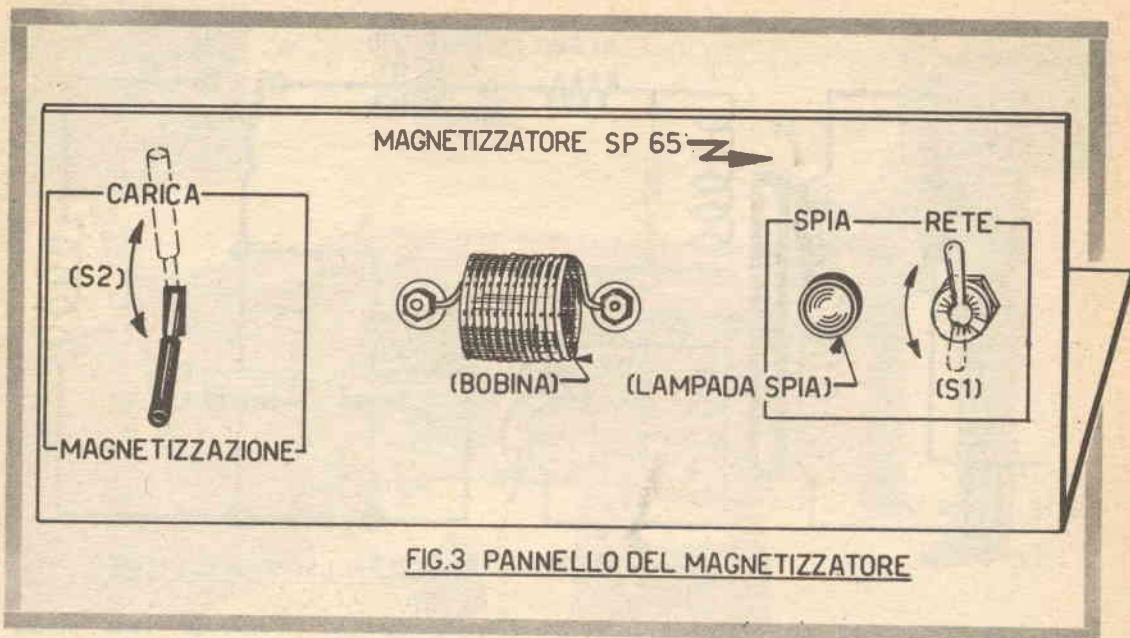 MAGNETIZZATORE SP 65
CARICA
(S2)
MAGNETIZZAZIONE
(BOBINA)
SPIA
RETE
(LAMPADA SPIA)
(S1)
FIG.3 PANNELLO DEL MAGNETIZZATORE